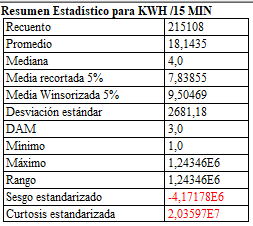 Resumen Estadístico para KWH /15 MIN
Recuento 215108
Promedio 18,1435
Mediana 4,0
Media recortada 5% 7,83855
Media Winsorizada 5% 9,50469
Desviación estándar 2681,18
DAM 3,0
Mínimo 1,0
Máximo 1,24346E6
Rango 1,24346E6
Sesgo estandarizado -4,17178E6
Curtosis estandarizada 2,03597E7